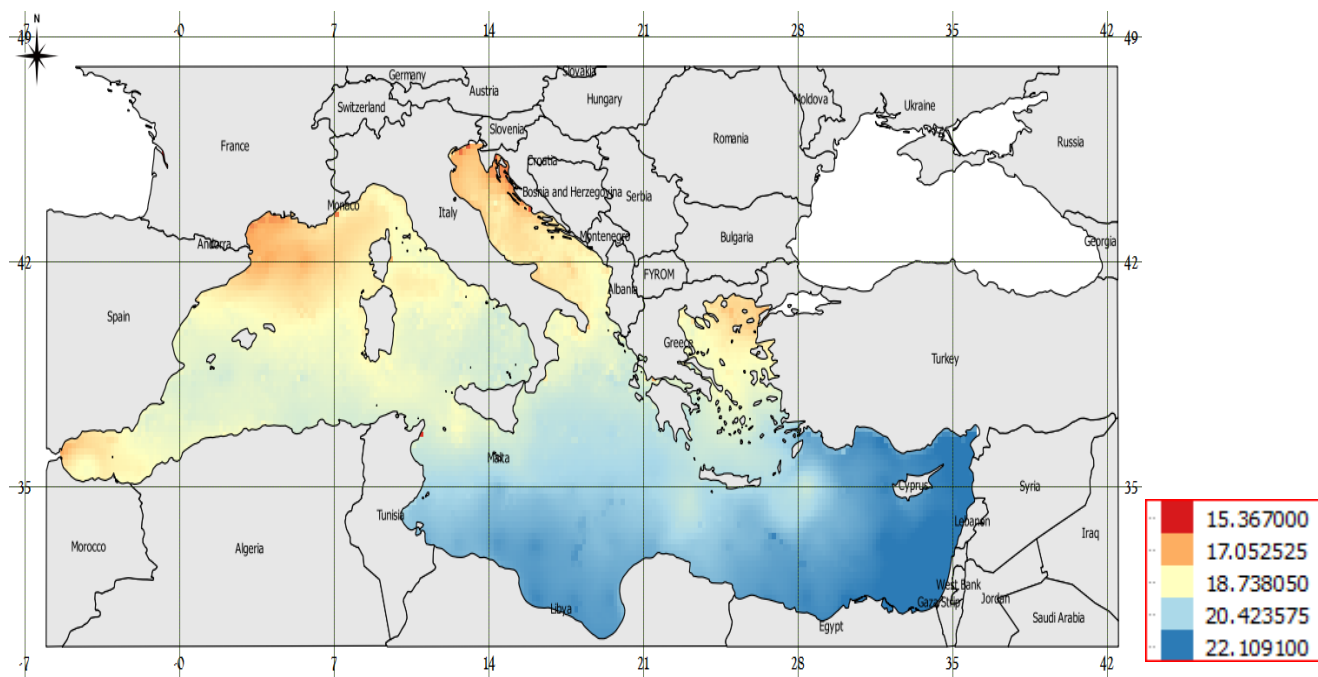 N
-7 -0 7 14 21 28 35 42
49 49
Germany
Slovakia
Austria
Switzerland
Hungary
Moldova
Ukraine
Slovenia
France
Romania
Russia
Croatia
Bosnia and Herzegovina
Serbia
Monaco
Italy
Montenegro
Bulgaria
Andorra
Georgia
42 42
FYROM
Albania
Spain
Greece
Turkey
Malta
35 35
Cyprus
Syria
Tunisia
Lebanon
Iraq
Morocco
Algeria
West Bank
Gaza Strip
Jordan
Libya
Egypt
Saudi Arabia
-7 -0 7 14 21 28 35 42
15.367000
17.052525
18.738050
20.423575
22.109100